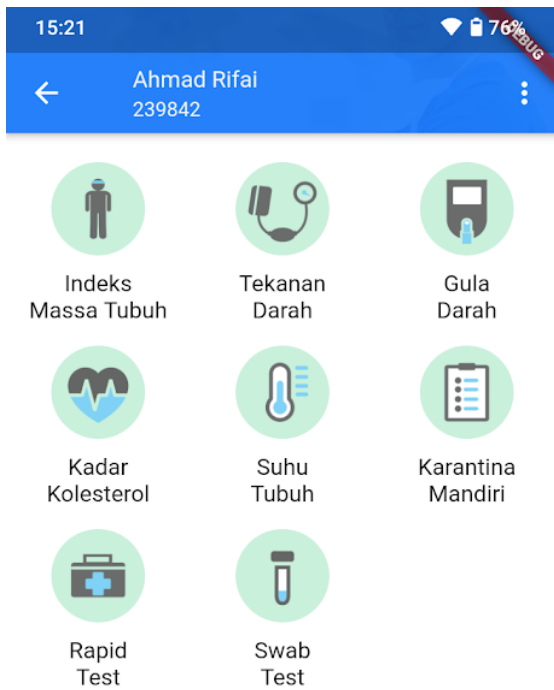 15:21
76%
DEBUG
Ahmad Rifai
239842
Indeks
Massa Tubuh
Tekanan
Darah
Gula
Darah
Kadar
Kolesterol
Suhu
Tubuh
Karantina
Mandiri
Rapid
Test
Swab
Test